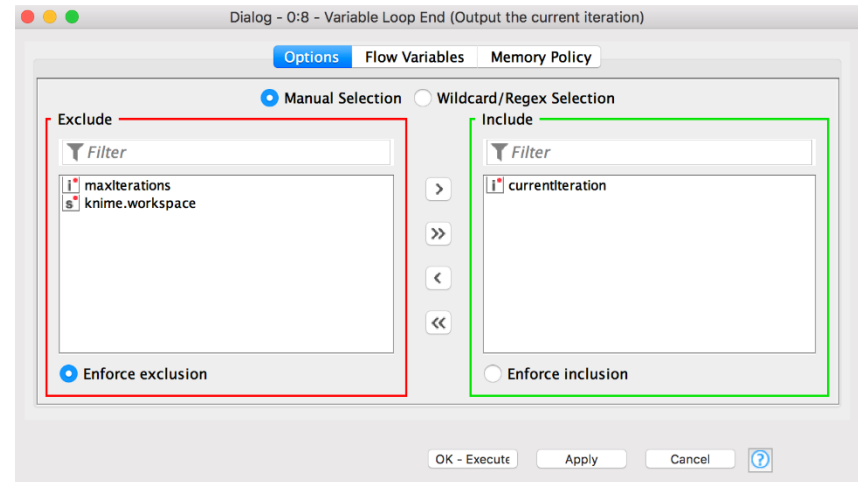 Dialog - 0:8 - Variable Loop End (Output the current iteration)
Options Flow Variables Memory Policy
Manual Selection Wildcard/Regex Selection
Exclude Include
Filter Filter
i maxIterations i currentIteration
s knime.workspace
>
>>
<
<<
Enforce exclusion Enforce inclusion
OK - Execute Apply Cancel ?